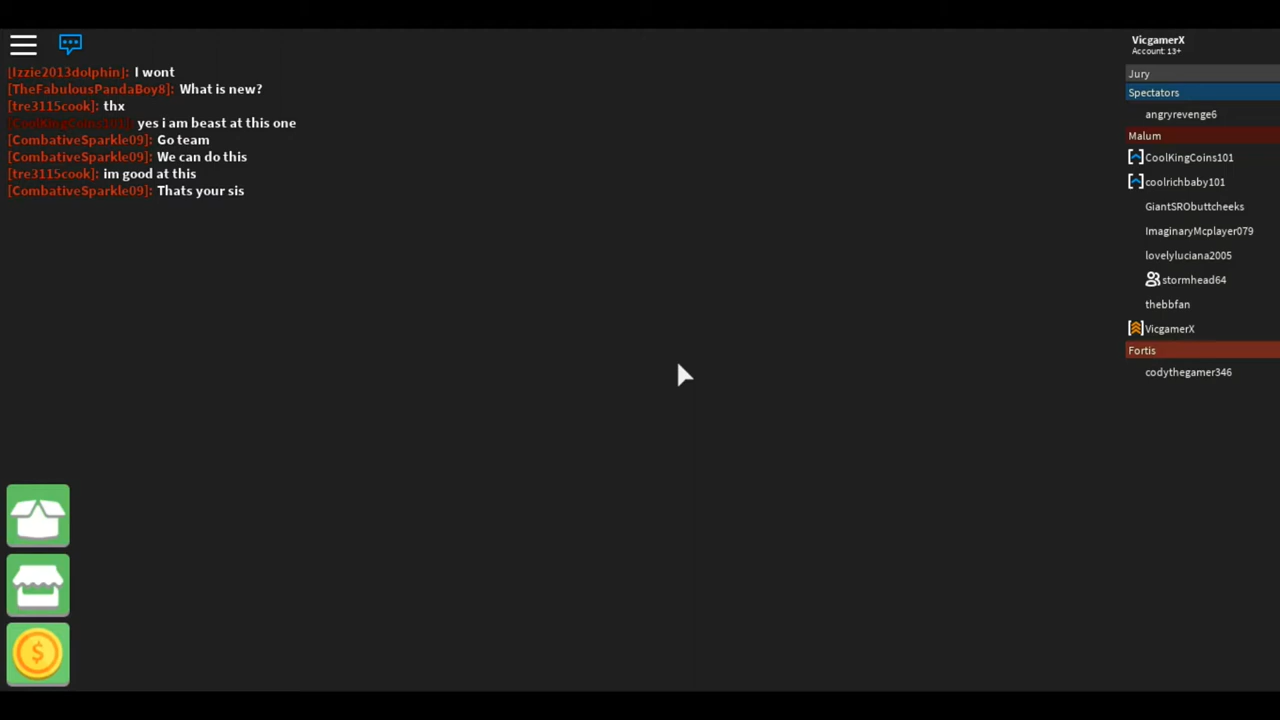 [Izzie2013dolphin]: I wont
[TheFabulousPandaBoy8]: What is new?
[tre3115cook]: thx
[CoolKingCoins101]: yes i am beast at this one
[CombativeSparkle09]: Go team
[CombativeSparkle09]: We can do this
[tre3115cook]: im good at this
[CombativeSparkle09]: Thats your sis
VicgamerX
Account: 13+
Jury
Spectators
angryrevenge6
Malum
CoolKingCoins101
coolrichbaby101
GiantSRObuttcheeks
ImaginaryMcplayer079
lovelyluciana2005
stormhead64
thebbfan
VicgamerX
Fortis
codythegamer346
$